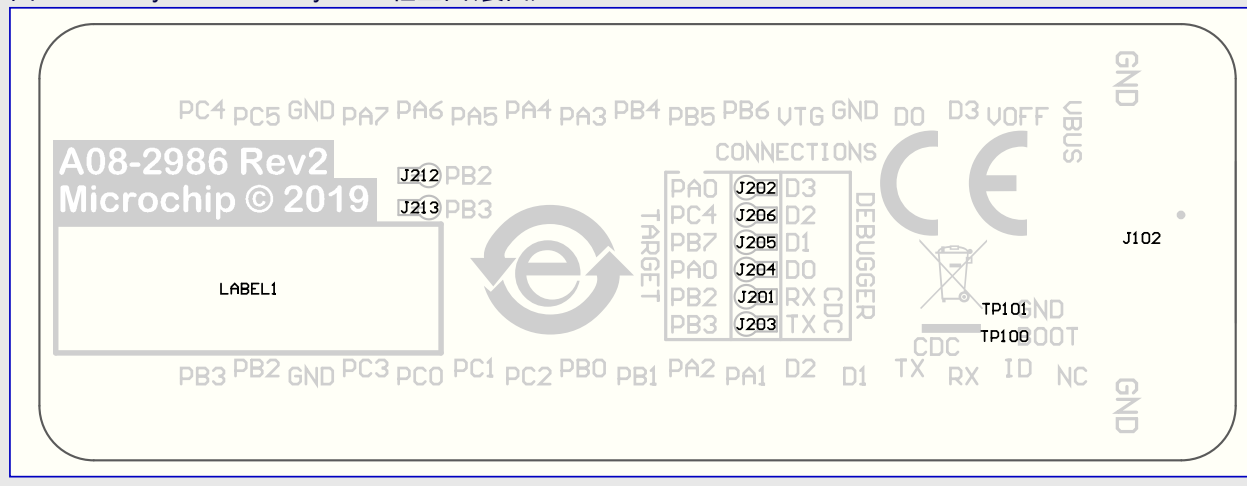 GND
PC4 PC5 GND PA7 PA6 PA5 PA4 PA3 PB4 PB5 PB6 VTG GND D0 D3 VOFF VBUS
A08-2986 Rev2
Microchip © 2019
J212 PB2
J213 PB3
LABEL1
e
CONNECTIONS
TARGET
PA0 J202 D3
PC4 J206 D2
PB7 J205 D1
PA0 J204 D0
PB2 J201 RX
PB3 J203 TX
CDC
DEBUGGER
CE
J102
TP101 GND
TP100 BOOT
CDC
PB3 PB2 GND PC3 PC0 PC1 PC2 PB0 PB1 PA2 PA1 D2 D1 TX RX ID NC
GND